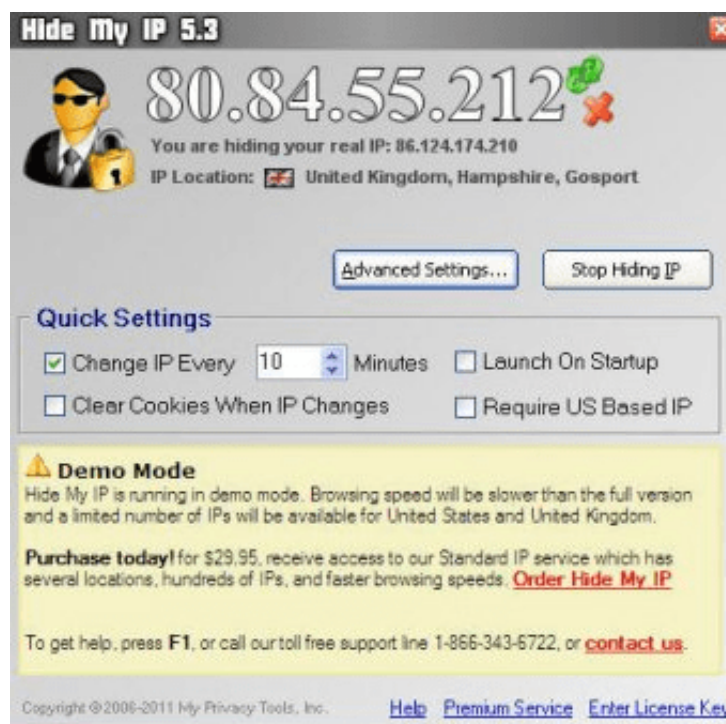 Hide My IP 5.3
80.84.55.212
You are hiding your real IP: 86.124.174.210
IP Location: United Kingdom, Hampshire, Gosport
Advanced Settings... Stop Hiding IP
Quick Settings
Change IP Every 10 Minutes Launch On Startup
Clear Cookies When IP Changes Require US Based IP
Demo Mode
Hide My IP is running in demo mode. Browsing speed will be slower than the full version
and a limited number of IPs will be available for United States and United Kingdom.
Purchase today! for $29.95, receive access to our Standard IP service which has
several locations, hundreds of IPs, and faster browsing speeds. Order Hide My IP
To get help, press F1, or call our toll free support line 1-866-343-6722, or contact us.
Copyright ©2006-2011 My Privacy Tools, Inc. Help Premium Service Enter License Key